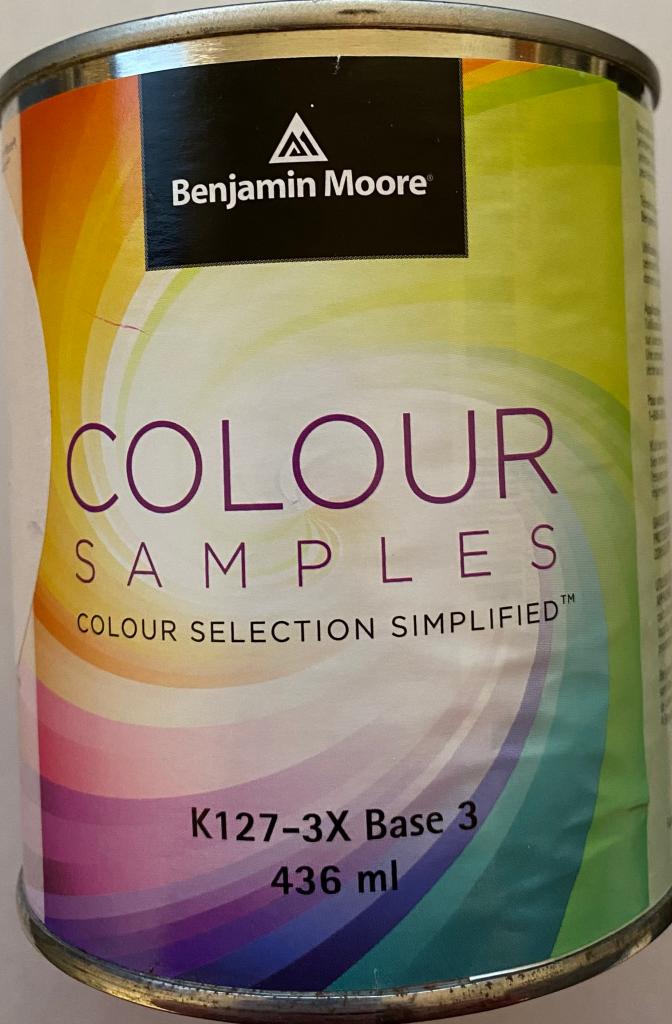 Benjamin Moore®
COLOUR
SAMPLES
COLOUR SELECTION SIMPLIFIED™
K127-3X Base 3
436 ml